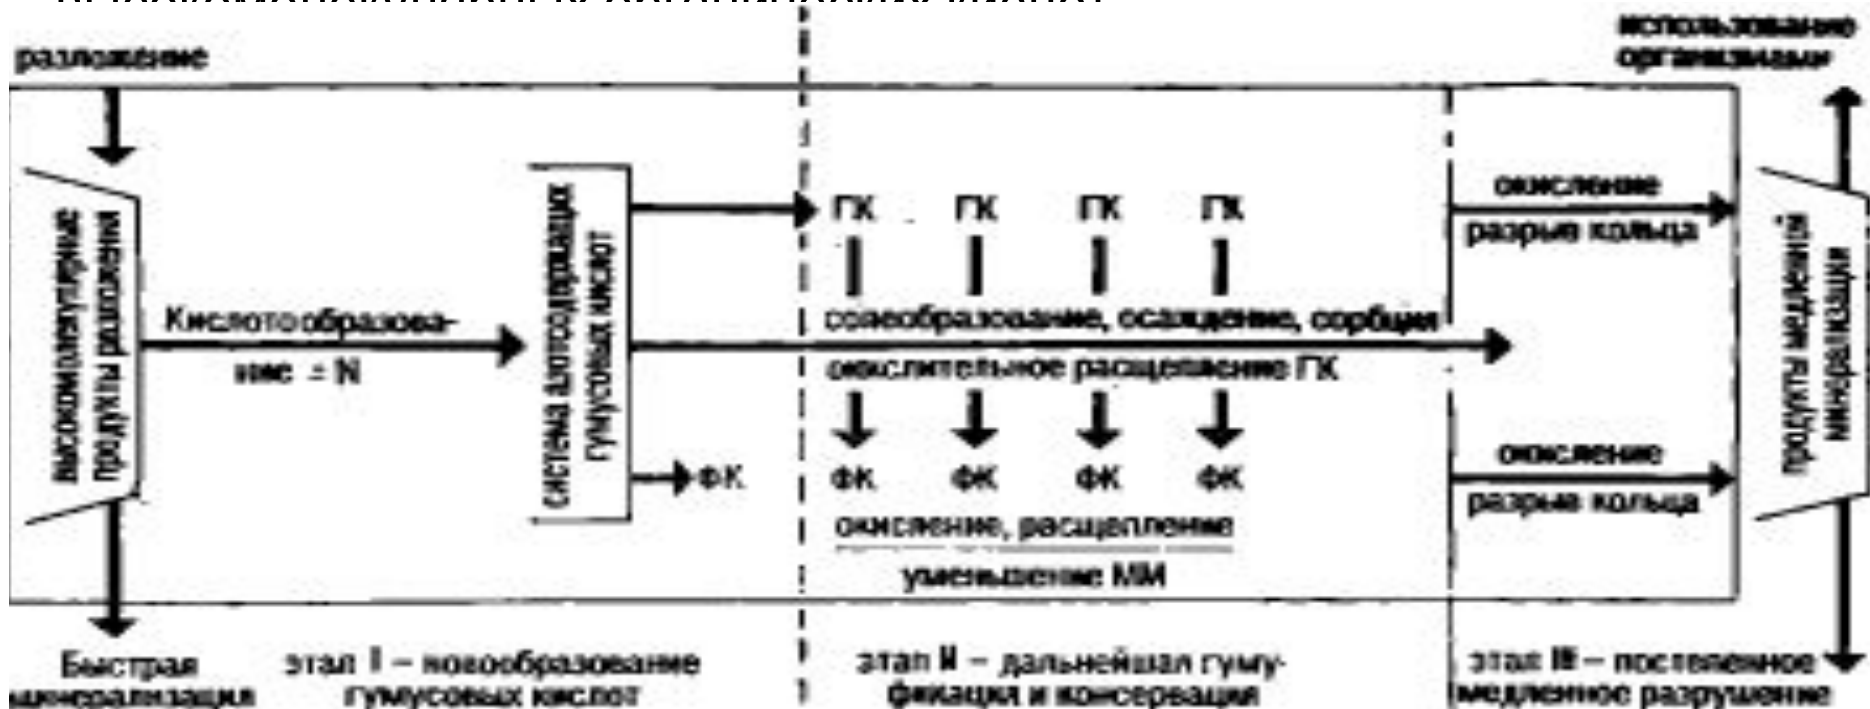 разложение
использование
организмами
высокомолекулярные
продукты разложения
Кислотообразова-
ние ± N
система азотсодержащих
гумусовых кислот
ГК ГК ГК ГК
солеобразование, осаждение, сорбция
окислительное расщепление ГК
ФК ФК ФК ФК ФК
окисление, расщепление
уменьшение ММ
окисление
разрыв кольца
окисление
разрыв кольца
продукты медленной
минерализации
Быстрая
минерализация
этап I – новообразование
гумусовых кислот
этап II – дальнейшая гуму-
фикация и консервация
этап III – постепенное
медленное разрушение